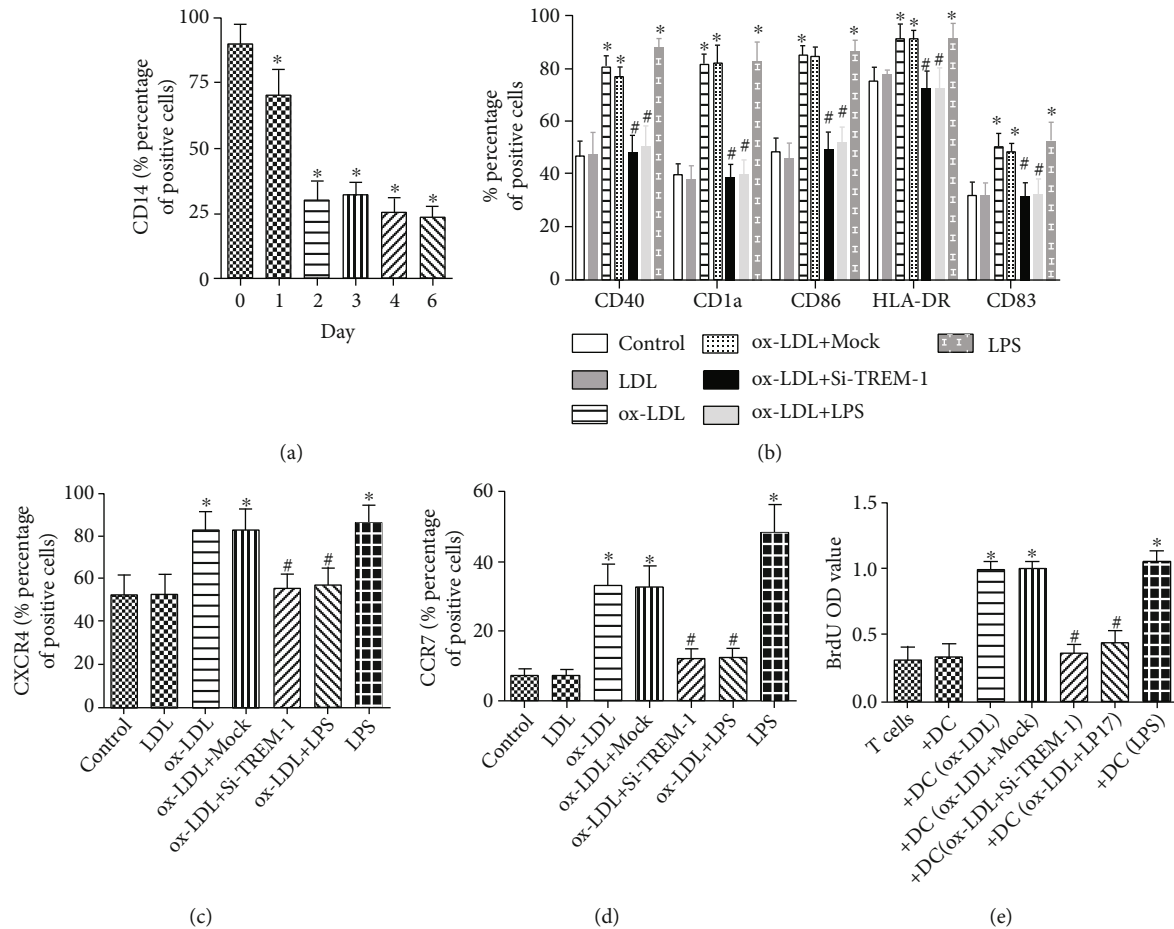 100
75
50
25
0
CD14 (% percentage
of positive cells)
*
*
*
*
*
0 1 2 3 4 6
Day
(a)
100
80
60
40
20
0
% percentage
of positive cells
* * # # *
* * # # *
* # # *
* * # # *
* * # # *
CD40 CD1a CD86 HLA-DR CD83
Control
LDL
ox-LDL
ox-LDL+Mock
ox-LDL+Si-TREM-1
ox-LDL+LPS
LPS
(b)
100
80
60
40
20
0
CXCR4 (% percentage
of positive cells)
* * # # *
Control
LDL
ox-LDL
ox-LDL+Mock
ox-LDL+Si-TREM-1
ox-LDL+LPS
LPS
(c)
60
40
20
0
CCR7 (% percentage
of positive cells)
* * # # *
Control
LDL
ox-LDL
ox-LDL+Mock
ox-LDL+Si-TREM-1
ox-LDL+LPS
LPS
(d)
1.5
1.0
0.5
0.0
BrdU OD value
* * # # *
T cells
+DC
+DC (ox-LDL)
+DC (ox-LDL+Mock)
+DC(ox-LDL+Si-TREM-1)
+DC (ox-LDL+LP17)
+DC (LPS)
(e)